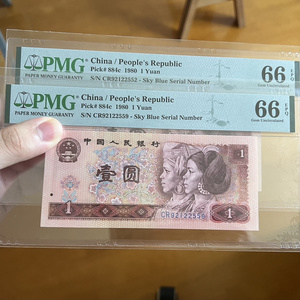 PMG
PAPER MONEY GUARANTY
China / People's Republic
Pick# 884c 1980 1 Yuan
S/N CR92122552 - Sky Blue Serial Number
66 EPQ
Gem Uncirculated
PMG
PAPER MONEY GUARANTY
China / People's Republic
Pick# 884c 1980 1 Yuan
S/N CR92122559 - Sky Blue Serial Number
66 EPQ
Gem Uncirculated
中国人民银行
1
壹圆
1
CR92122559